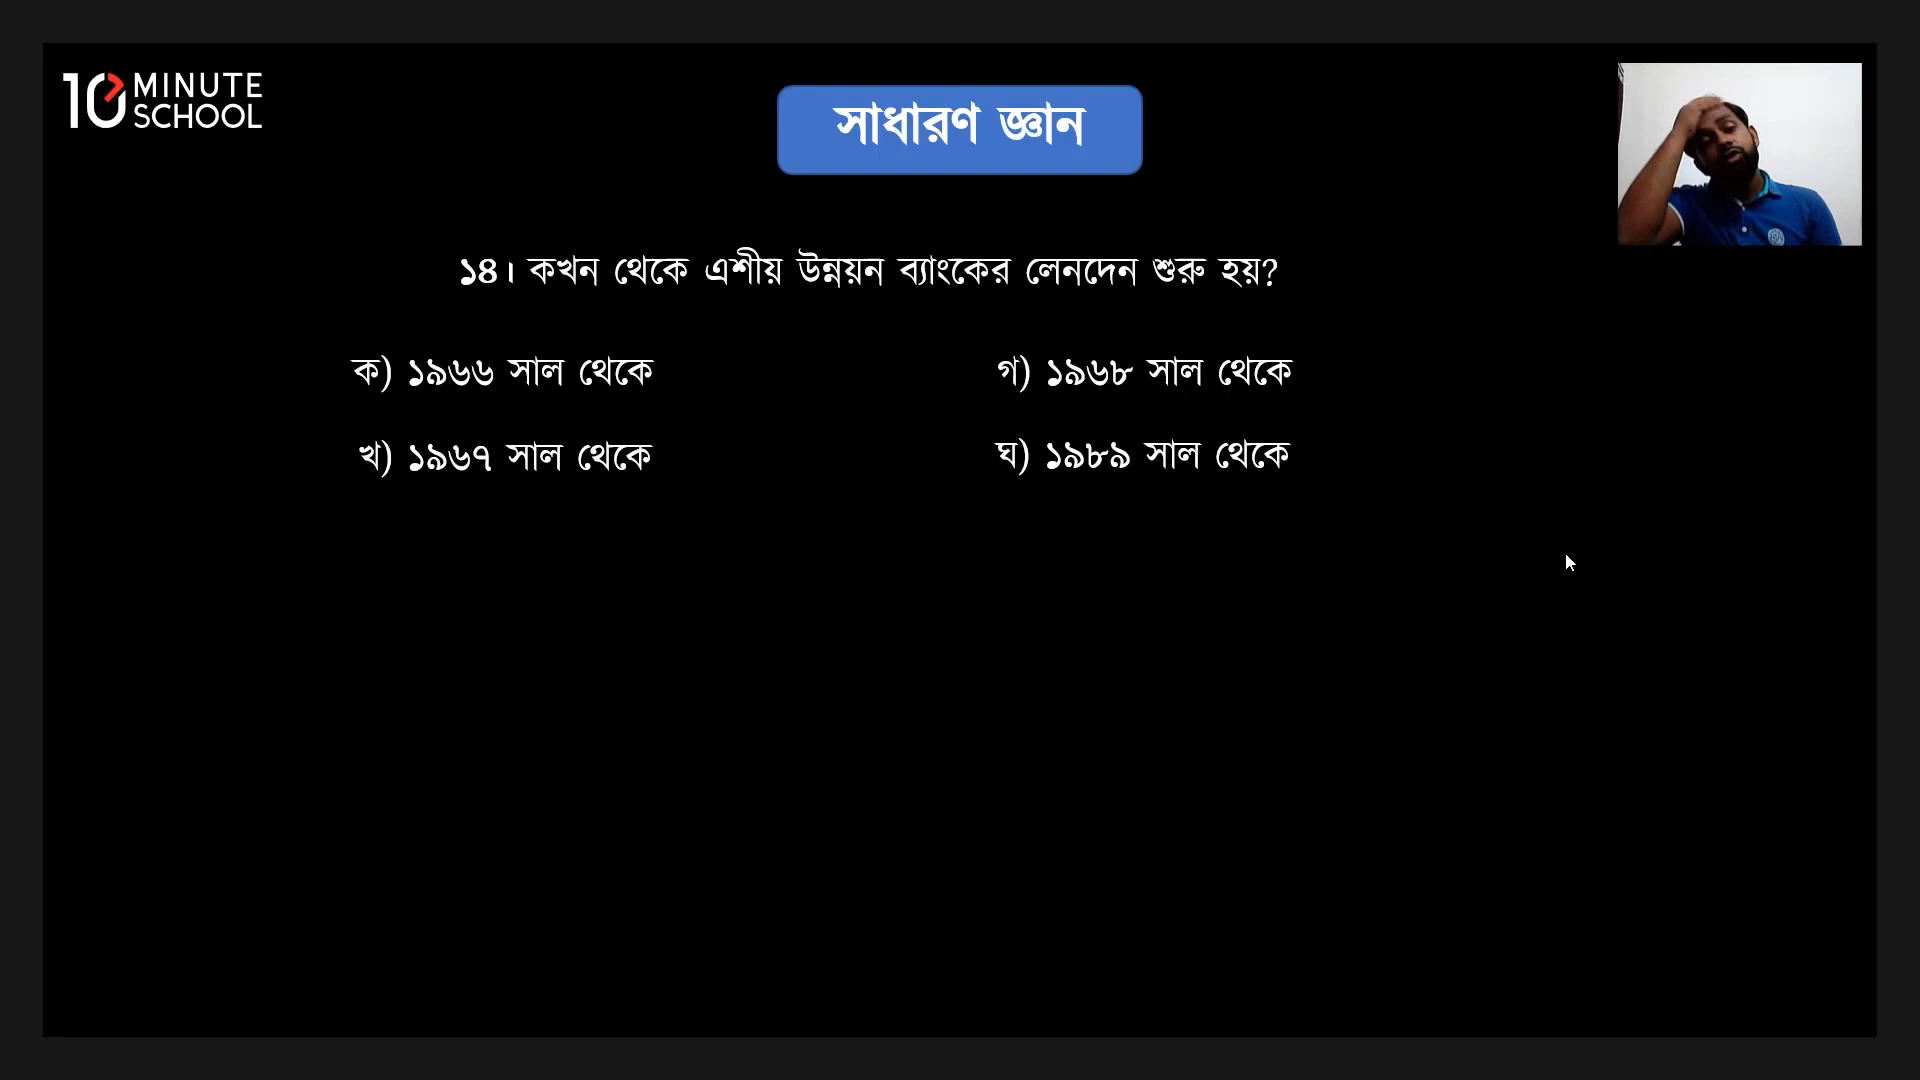 10 MINUTE SCHOOL
সাধারণ জ্ঞান
১৪। কখন থেকে এশীয় উন্নয়ন ব্যাংকের লেনদেন শুরু হয়?
ক) ১৯৬৬ সাল থেকে
গ) ১৯৬৮ সাল থেকে
খ) ১৯৬৭ সাল থেকে
ঘ) ১৯৮৯ সাল থেকে